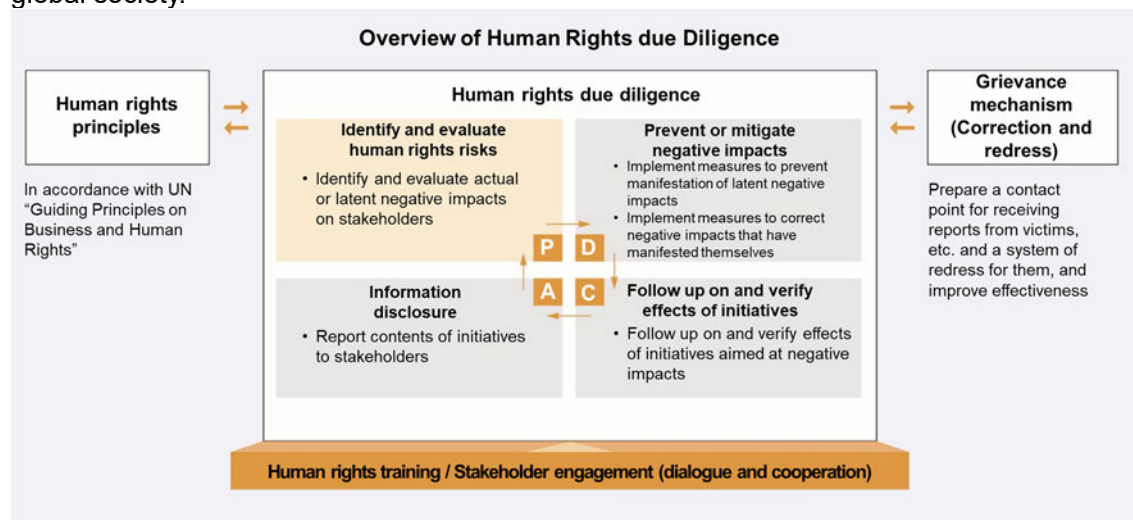 global society.
Overview of Human Rights due Diligence
Human rights
principles
In accordance with UN
“Guiding Principles on
Business and Human
Rights”
Human rights due diligence
Identify and evaluate
human rights risks
• Identify and evaluate actual
or latent negative impacts
on stakeholders
Prevent or mitigate
negative impacts
• Implement measures to prevent
manifestation of latent negative
impacts
• Implement measures to correct
negative impacts that have
manifested themselves
P D
A C
Information
disclosure
• Report contents of initiatives
to stakeholders
Follow up on and verify
effects of initiatives
• Follow up on and verify effects
of initiatives aimed at negative
impacts
Grievance
mechanism
(Correction and
redress)
Prepare a contact
point for receiving
reports from victims,
etc. and a system of
redress for them, and
improve effectiveness
Human rights training / Stakeholder engagement (dialogue and cooperation)